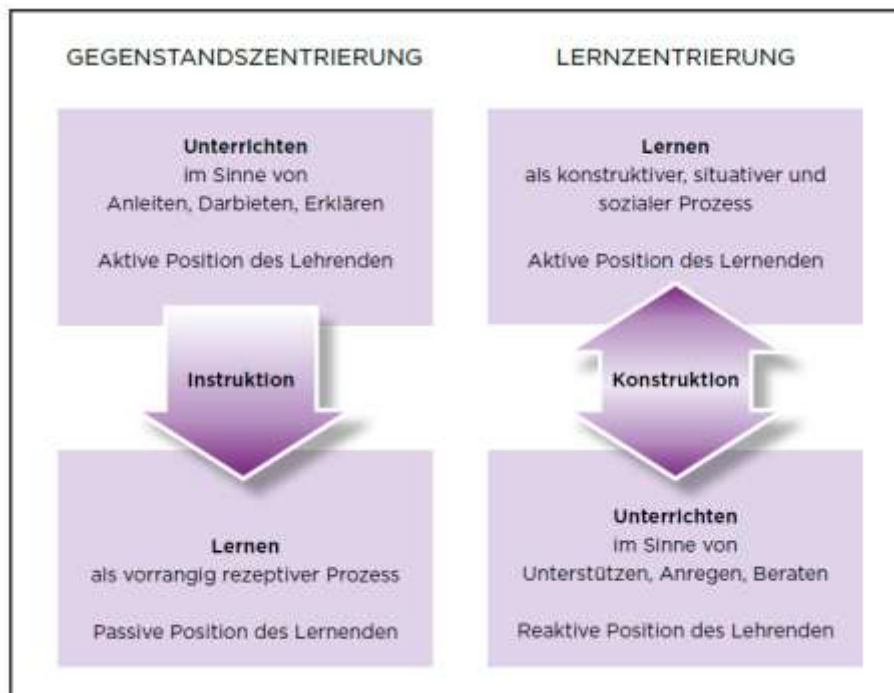 GEGENSTANDSZENTRIERUNG
Unterrichten
im Sinne von
Anleiten, Darbieten, Erklären
Aktive Position des Lehrenden
Instruktion
Lernen
als vorrangig rezeptiver Prozess
Passive Position des Lernenden
LERNZENTRIERUNG
Lernen
als konstruktiver, situativer und
sozialer Prozess
Aktive Position des Lernenden
Konstruktion
Unterrichten
im Sinne von
Unterstützen, Anregen, Beraten
Reaktive Position des Lehrenden